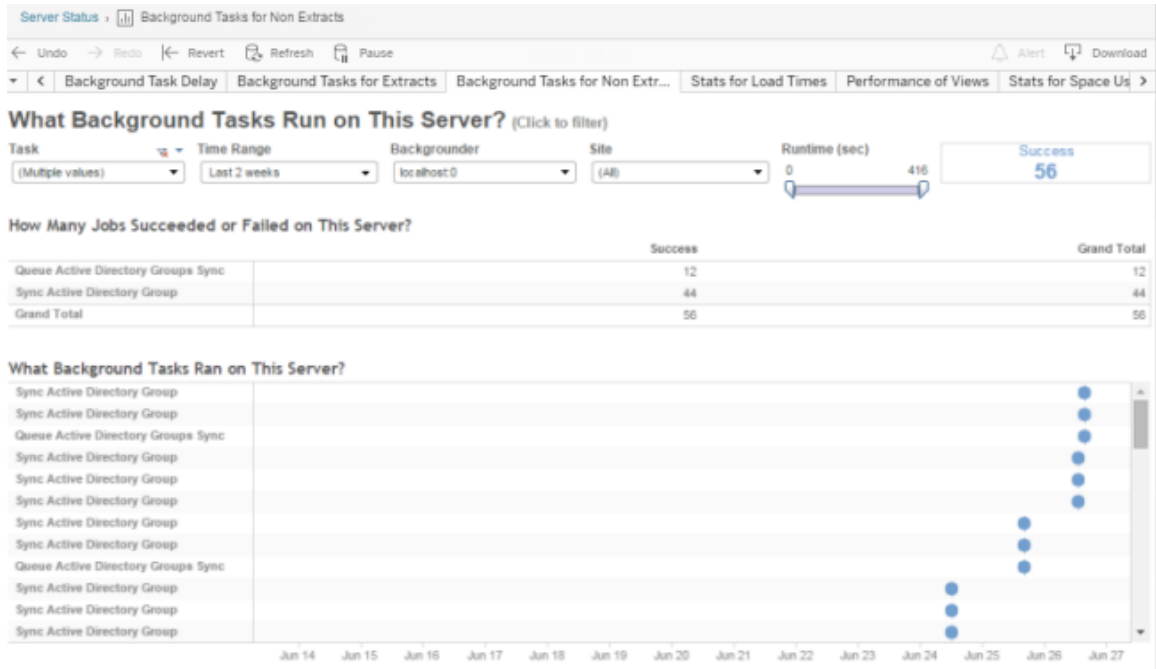 Server Status › Background Tasks for Non Extracts
← Undo → Redo Revert Refresh Pause Alert Download
< Background Task Delay Background Tasks for Extracts Background Tasks for Non Extr... Stats for Load Times Performance of Views Stats for Space Us >
What Background Tasks Run on This Server? (Click to filter)
Task Time Range Backgrounder Site Runtime (sec) Success
(Multiple values) Last 2 weeks localhost:0 (All) 0 416 56
How Many Jobs Succeeded or Failed on This Server?
Success Grand Total
Queue Active Directory Groups Sync 12 12
Sync Active Directory Group 44 44
Grand Total 56 56
What Background Tasks Ran on This Server?
Sync Active Directory Group
Sync Active Directory Group
Queue Active Directory Groups Sync
Sync Active Directory Group
Sync Active Directory Group
Sync Active Directory Group
Sync Active Directory Group
Sync Active Directory Group
Queue Active Directory Groups Sync
Sync Active Directory Group
Sync Active Directory Group
Sync Active Directory Group
Jun 14 Jun 15 Jun 16 Jun 17 Jun 18 Jun 19 Jun 20 Jun 21 Jun 22 Jun 23 Jun 24 Jun 25 Jun 26 Jun 27